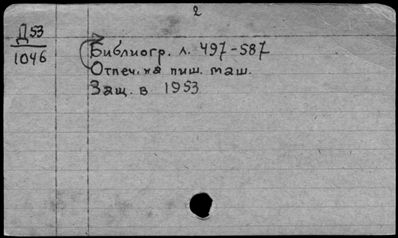 2
Д53
1046
Библиогр. л. 497-587
Отпеч. на пиш. маш.
Защ. в 1953